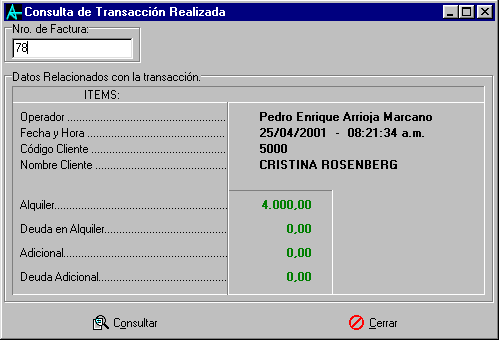 Consulta de Transacción Realizada
Nro. de Factura:
78
Datos Relacionados con la transacción.
ITEMS:
Operador ........................................ Pedro Enrique Arrioja Marcano
Fecha y Hora ................................... 25/04/2001 - 08:21:34 a.m.
Código Cliente .................................. 5000
Nombre Cliente ................................. CRISTINA ROSENBERG
Alquiler............................................. 4.000,00
Deuda en Alquiler............................... 0,00
Adicional........................................... 0,00
Deuda Adicional................................. 0,00
Consultar Cerrar